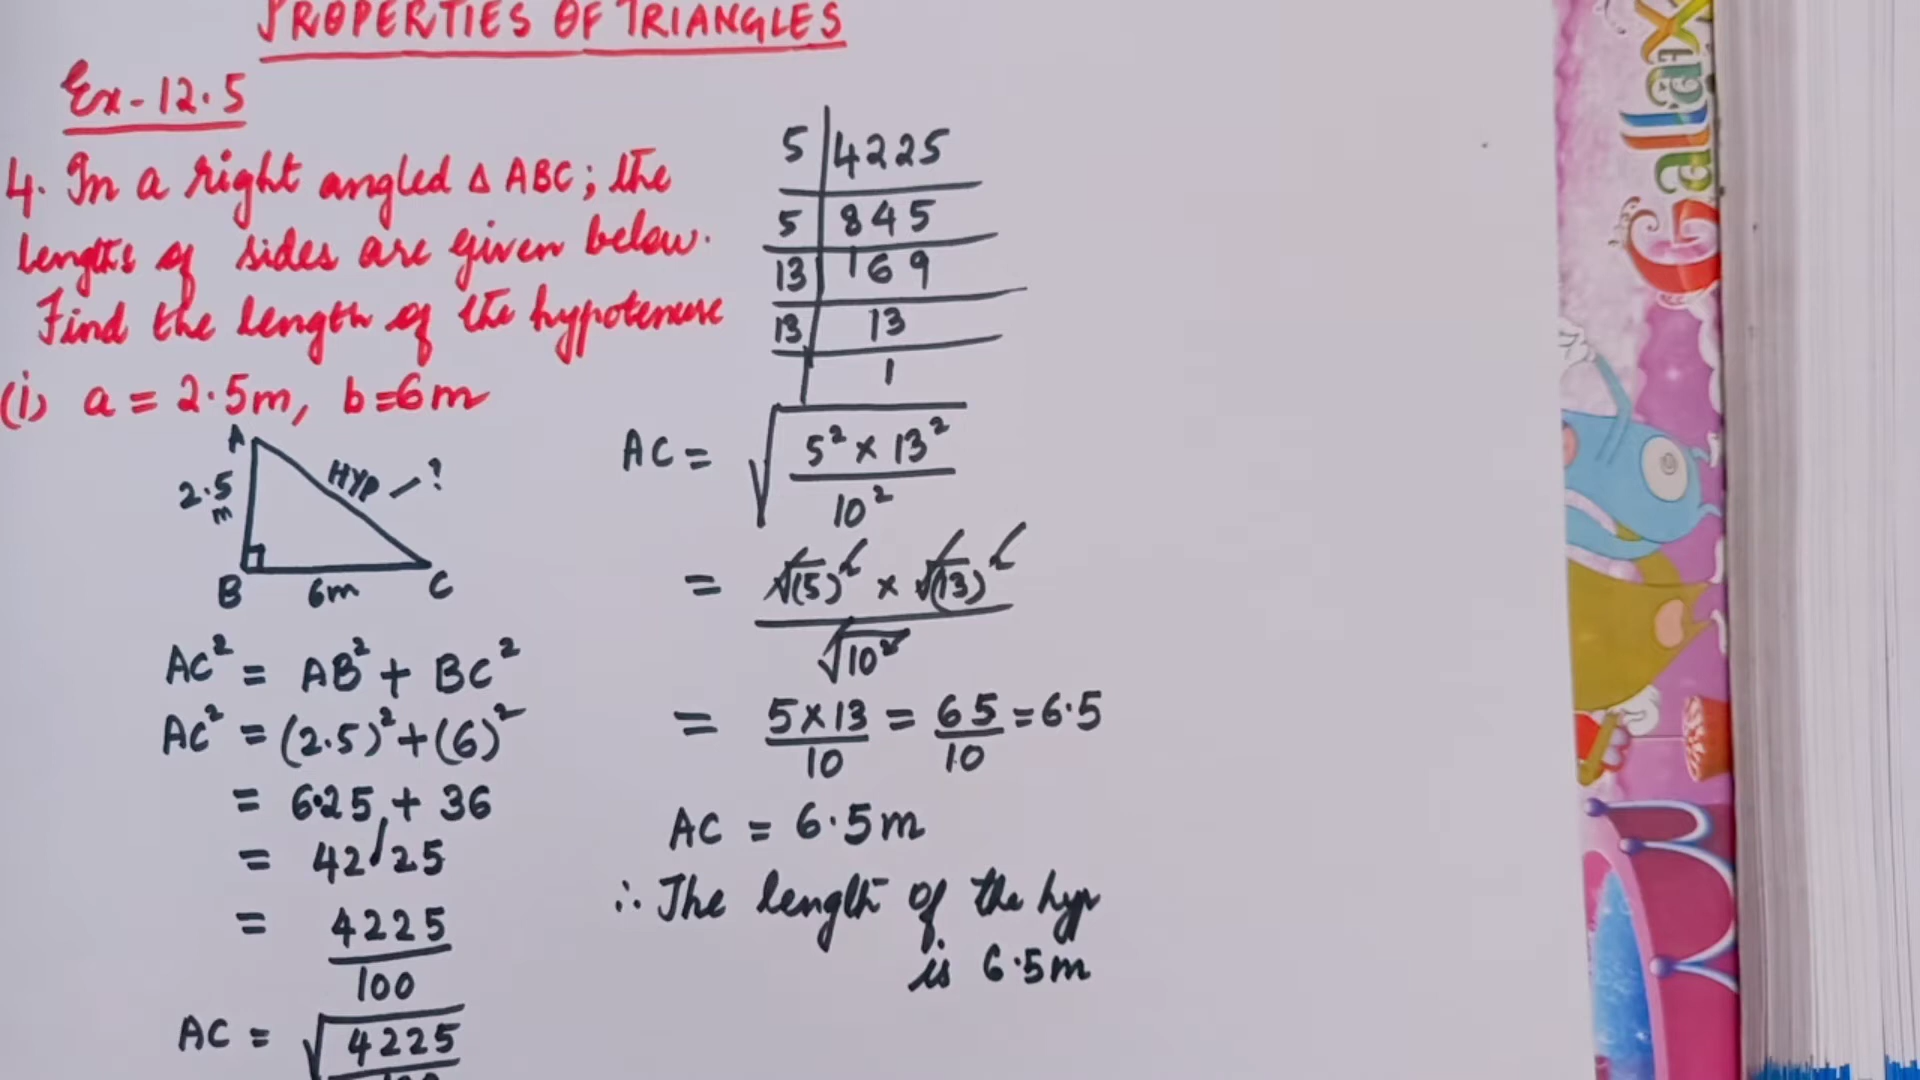 PROPERTIES OF TRIANGLES
Ex-12.5
4. In a right angled Δ ABC; the
lengths of sides are given below.
Find the length of the hypotenuse
(i) a = 2.5m, b=6m
A
2.5
m
HYP - ?
B
6m
C
AC² = AB² + BC²
AC² = (2.5)² + (6)²
= 6.25 + 36
= 42.25
= 4225
100
AC = √4225
100
5 | 4225
5 | 845
13 | 169
13 | 13
1
AC = √5² x 13²
10²
= √(5)² x √(13)²
√10²
= 5x13 = 65 = 6.5
10 10
AC = 6.5m
∴ The length of the hyp
is 6.5m
Gallaxy